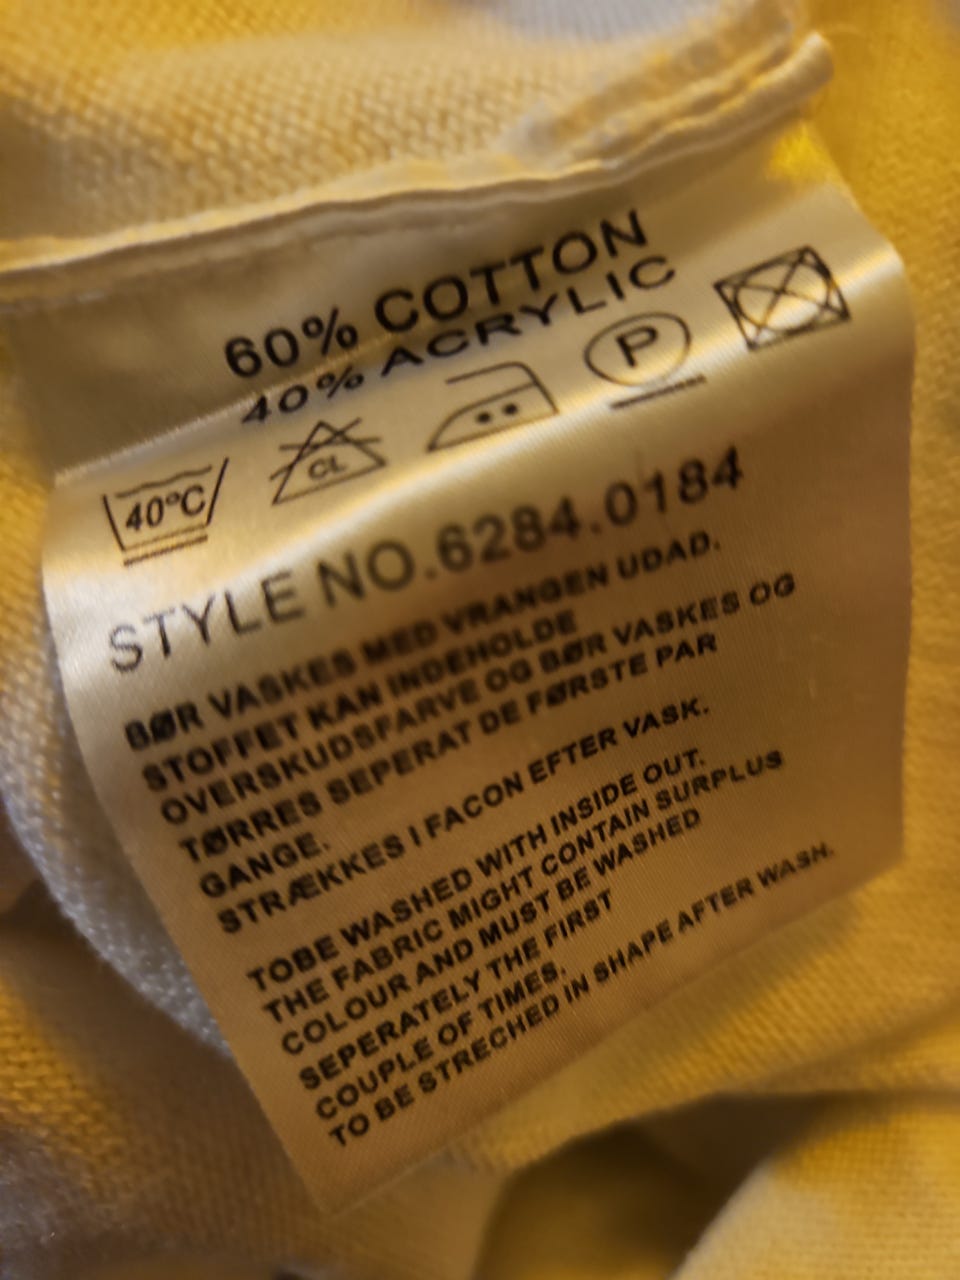 60% COTTON
40% ACRYLIC
40°C CL P
STYLE NO.6284.0184
BØR VASKES MED VRANGEN UDAD.
STOFFET KAN INDEHOLDE
OVERSKUDSFARVE OG BØR VASKES OG
TØRRES SEPERAT DE FØRSTE PAR
GANGE.
STRÆKKES I FACON EFTER VASK.
TOBE WASHED WITH INSIDE OUT.
THE FABRIC MIGHT CONTAIN SURPLUS
COLOUR AND MUST BE WASHED
SEPERATELY THE FIRST
COUPLE OF TIMES.
TO BE STRECHED IN SHAPE AFTER WASH.